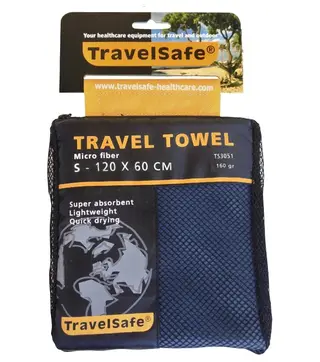 Your healthcare equipment for travel and outdoor
TravelSafe®
www.travelsafe-healthcare.com
TRAVEL TOWEL
Micro fiber TS3051
S - 120 X 60 CM 160 gr
Super absorbent
Lightweight
Quick drying
TravelSafe®